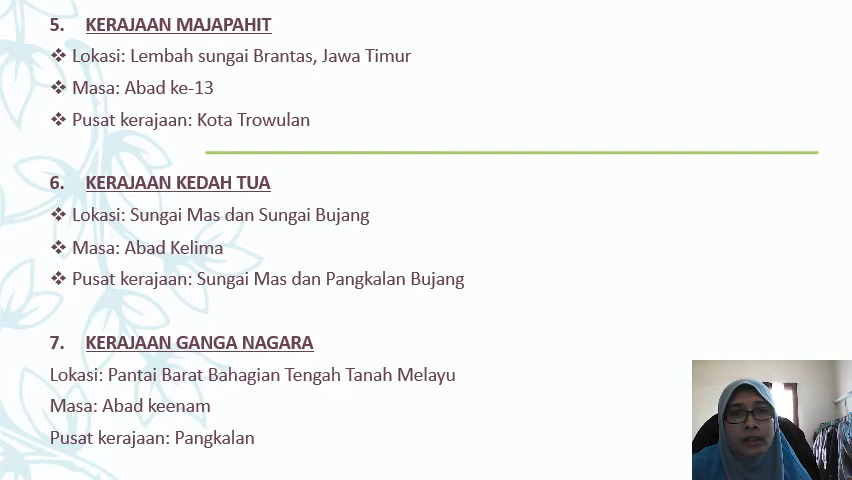 5. KERAJAAN MAJAPAHIT
❖ Lokasi: Lembah sungai Brantas, Jawa Timur
❖ Masa: Abad ke-13
❖ Pusat kerajaan: Kota Trowulan
6. KERAJAAN KEDAH TUA
❖ Lokasi: Sungai Mas dan Sungai Bujang
❖ Masa: Abad Kelima
❖ Pusat kerajaan: Sungai Mas dan Pangkalan Bujang
7. KERAJAAN GANGA NAGARA
Lokasi: Pantai Barat Bahagian Tengah Tanah Melayu
Masa: Abad keenam
Pusat kerajaan: Pangkalan